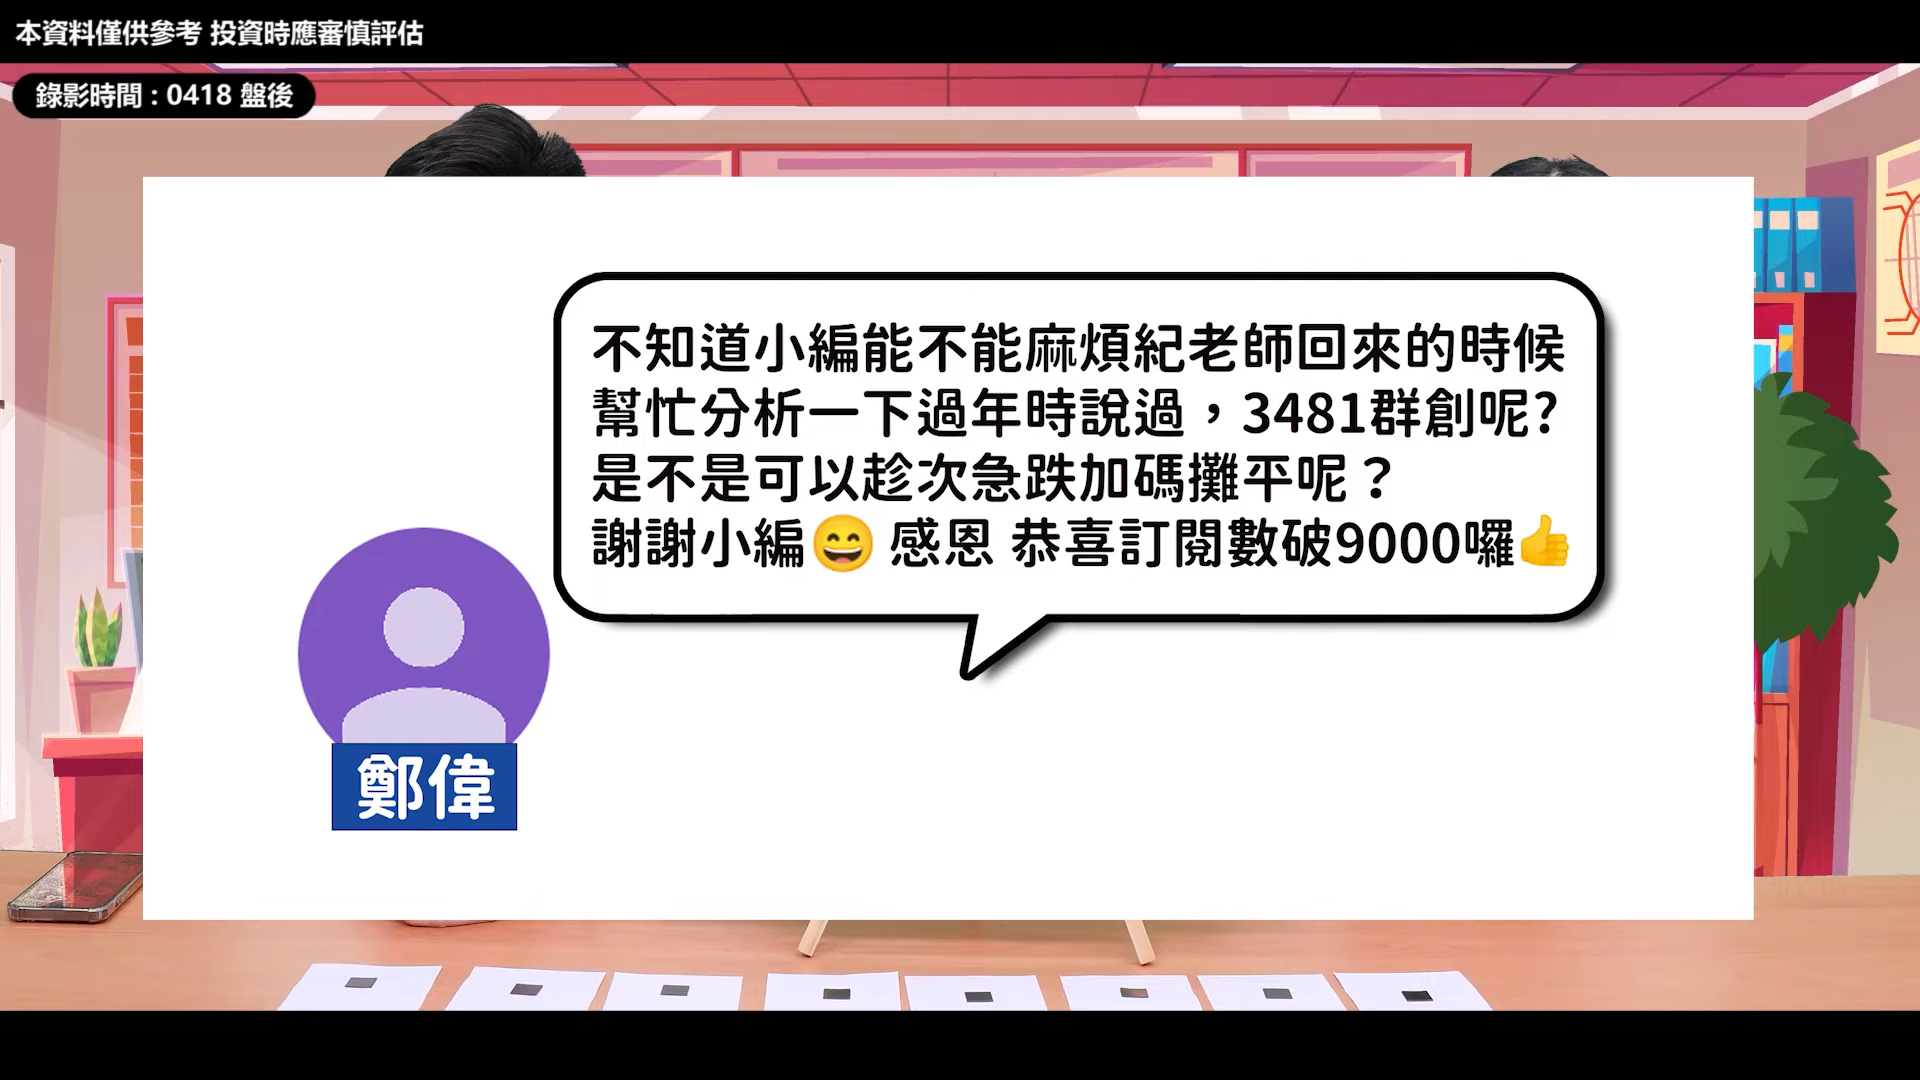 本資料僅供參考 投資時應審慎評估
錄影時間：0418 盤後
不知道小編能不能麻煩紀老師回來的時候
幫忙分析一下過年時說過，3481群創呢?
是不是可以趁次急跌加碼攤平呢？
謝謝小編😄 感恩 恭喜訂閱數破9000囉👍
鄭偉